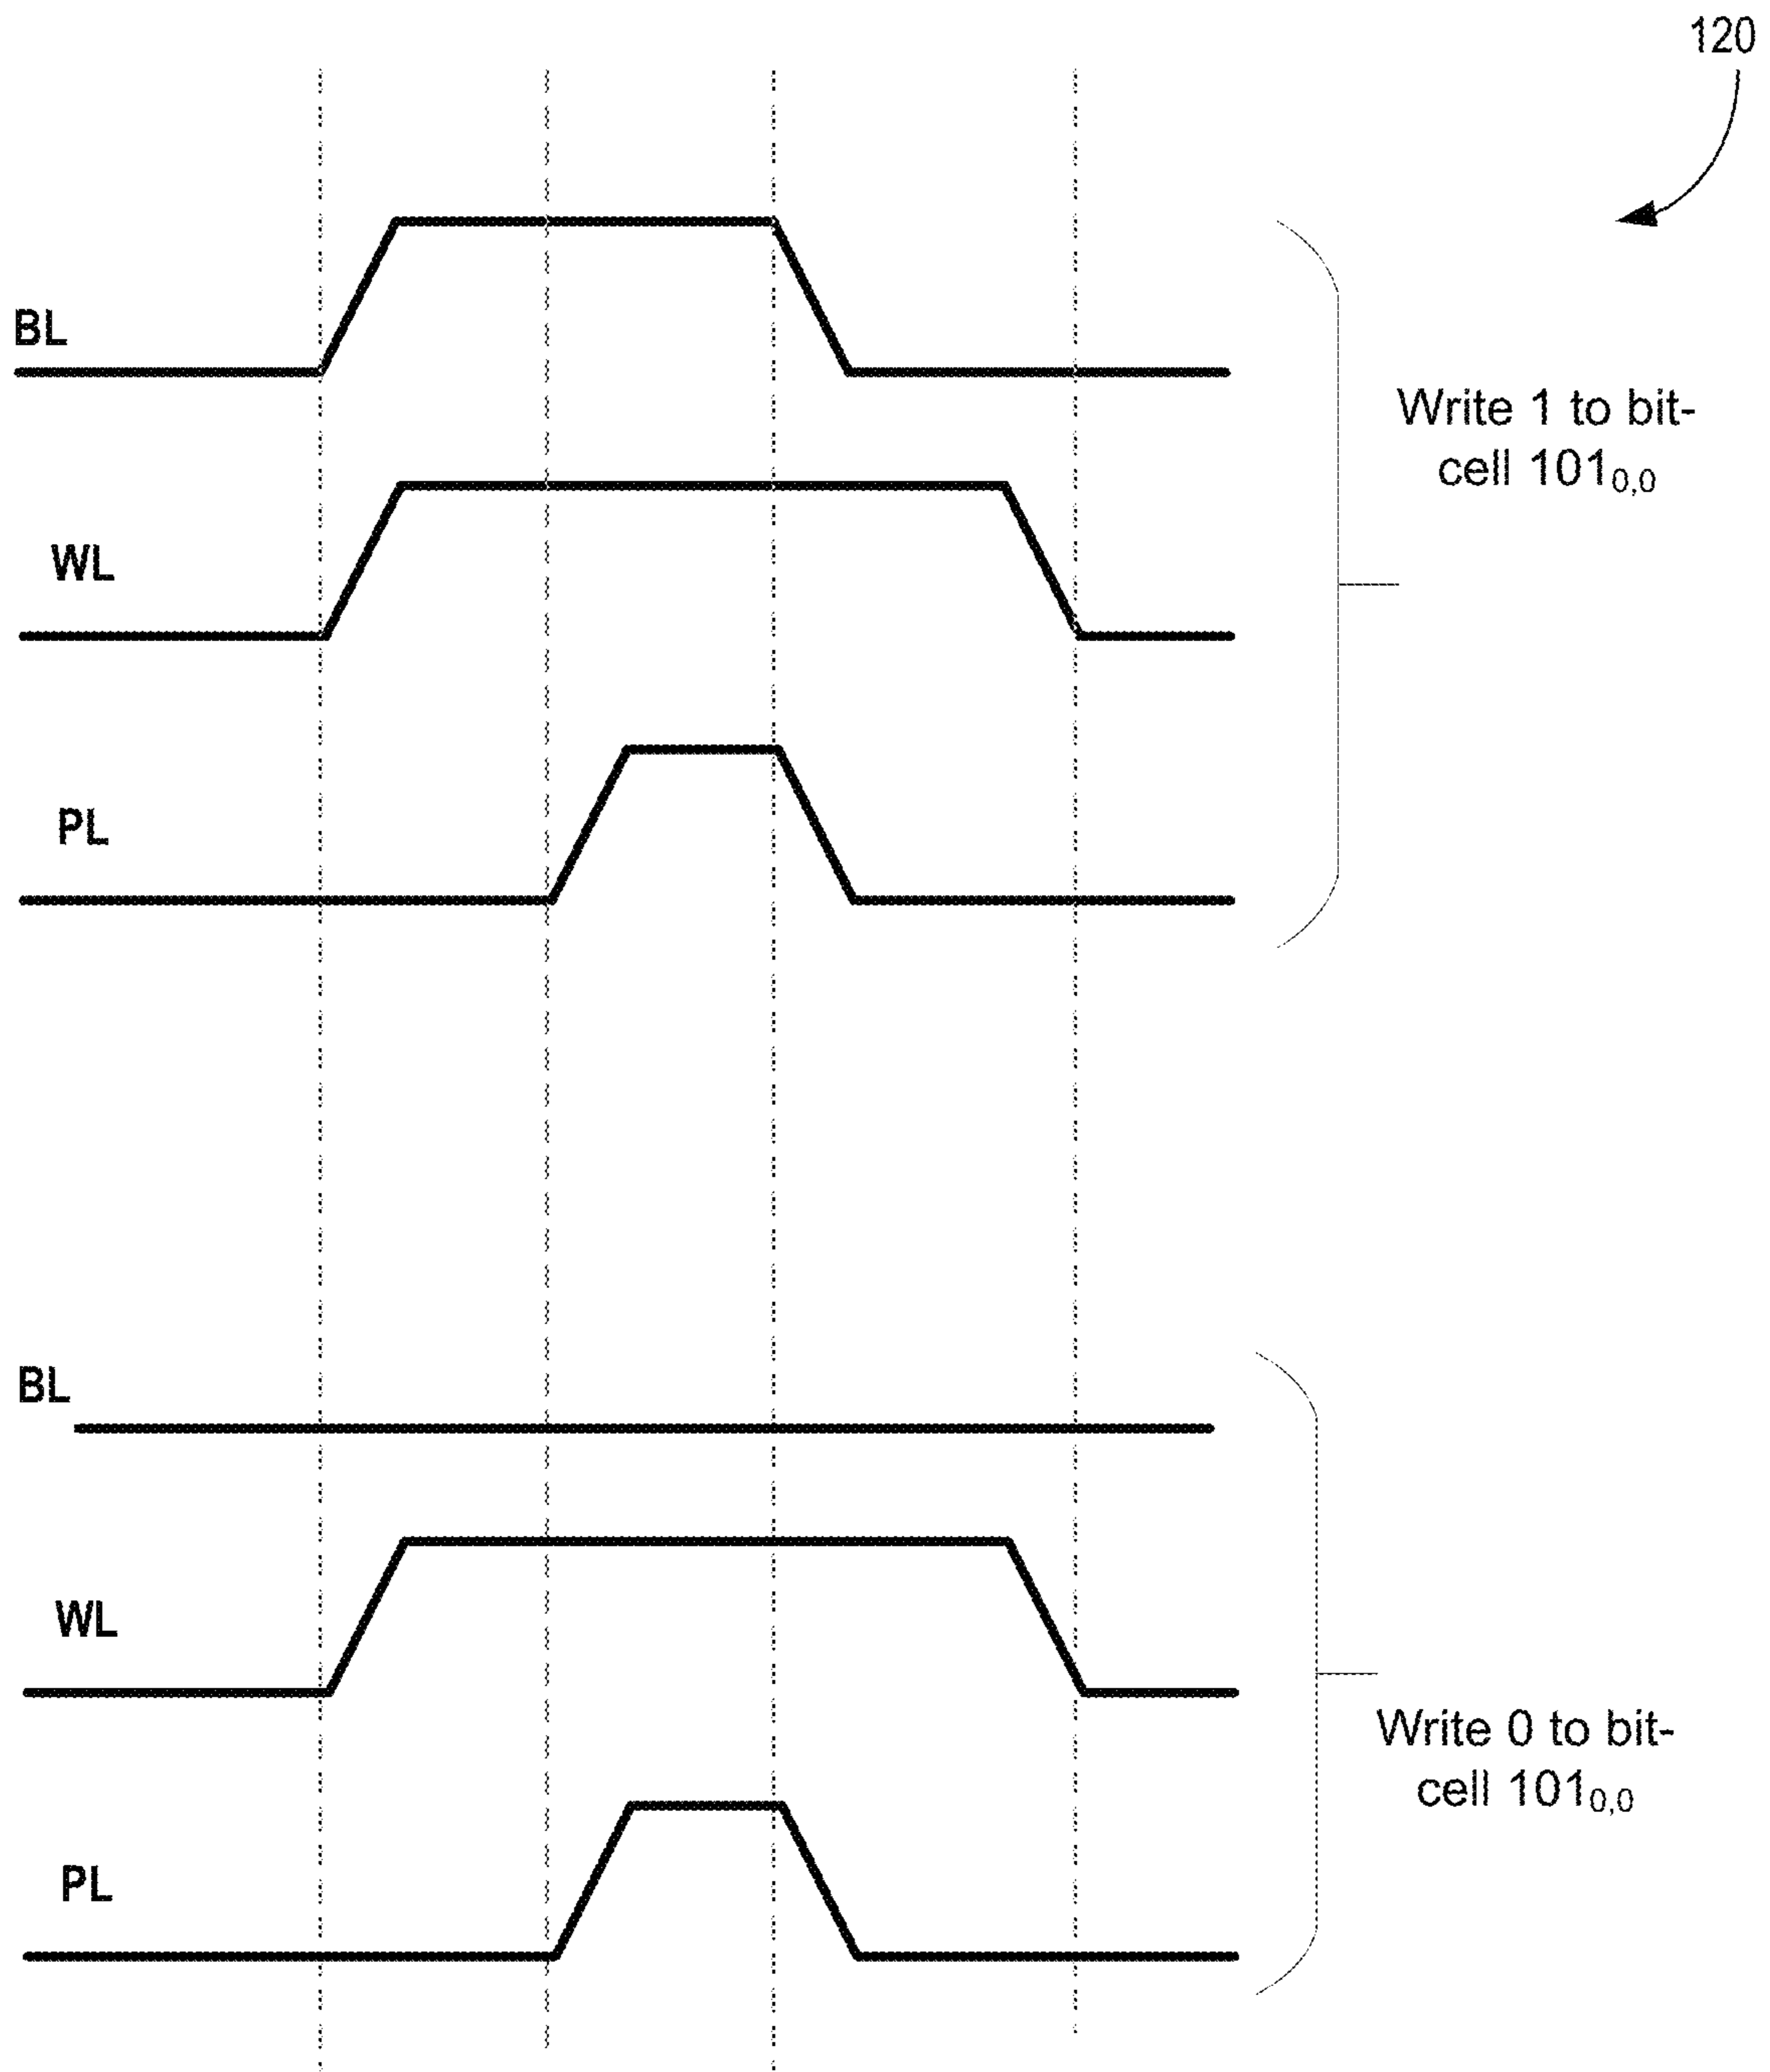 120
BL
WL
PL
Write 1 to bit-
cell 101₀,₀
BL
WL
PL
Write 0 to bit-
cell 101₀,₀